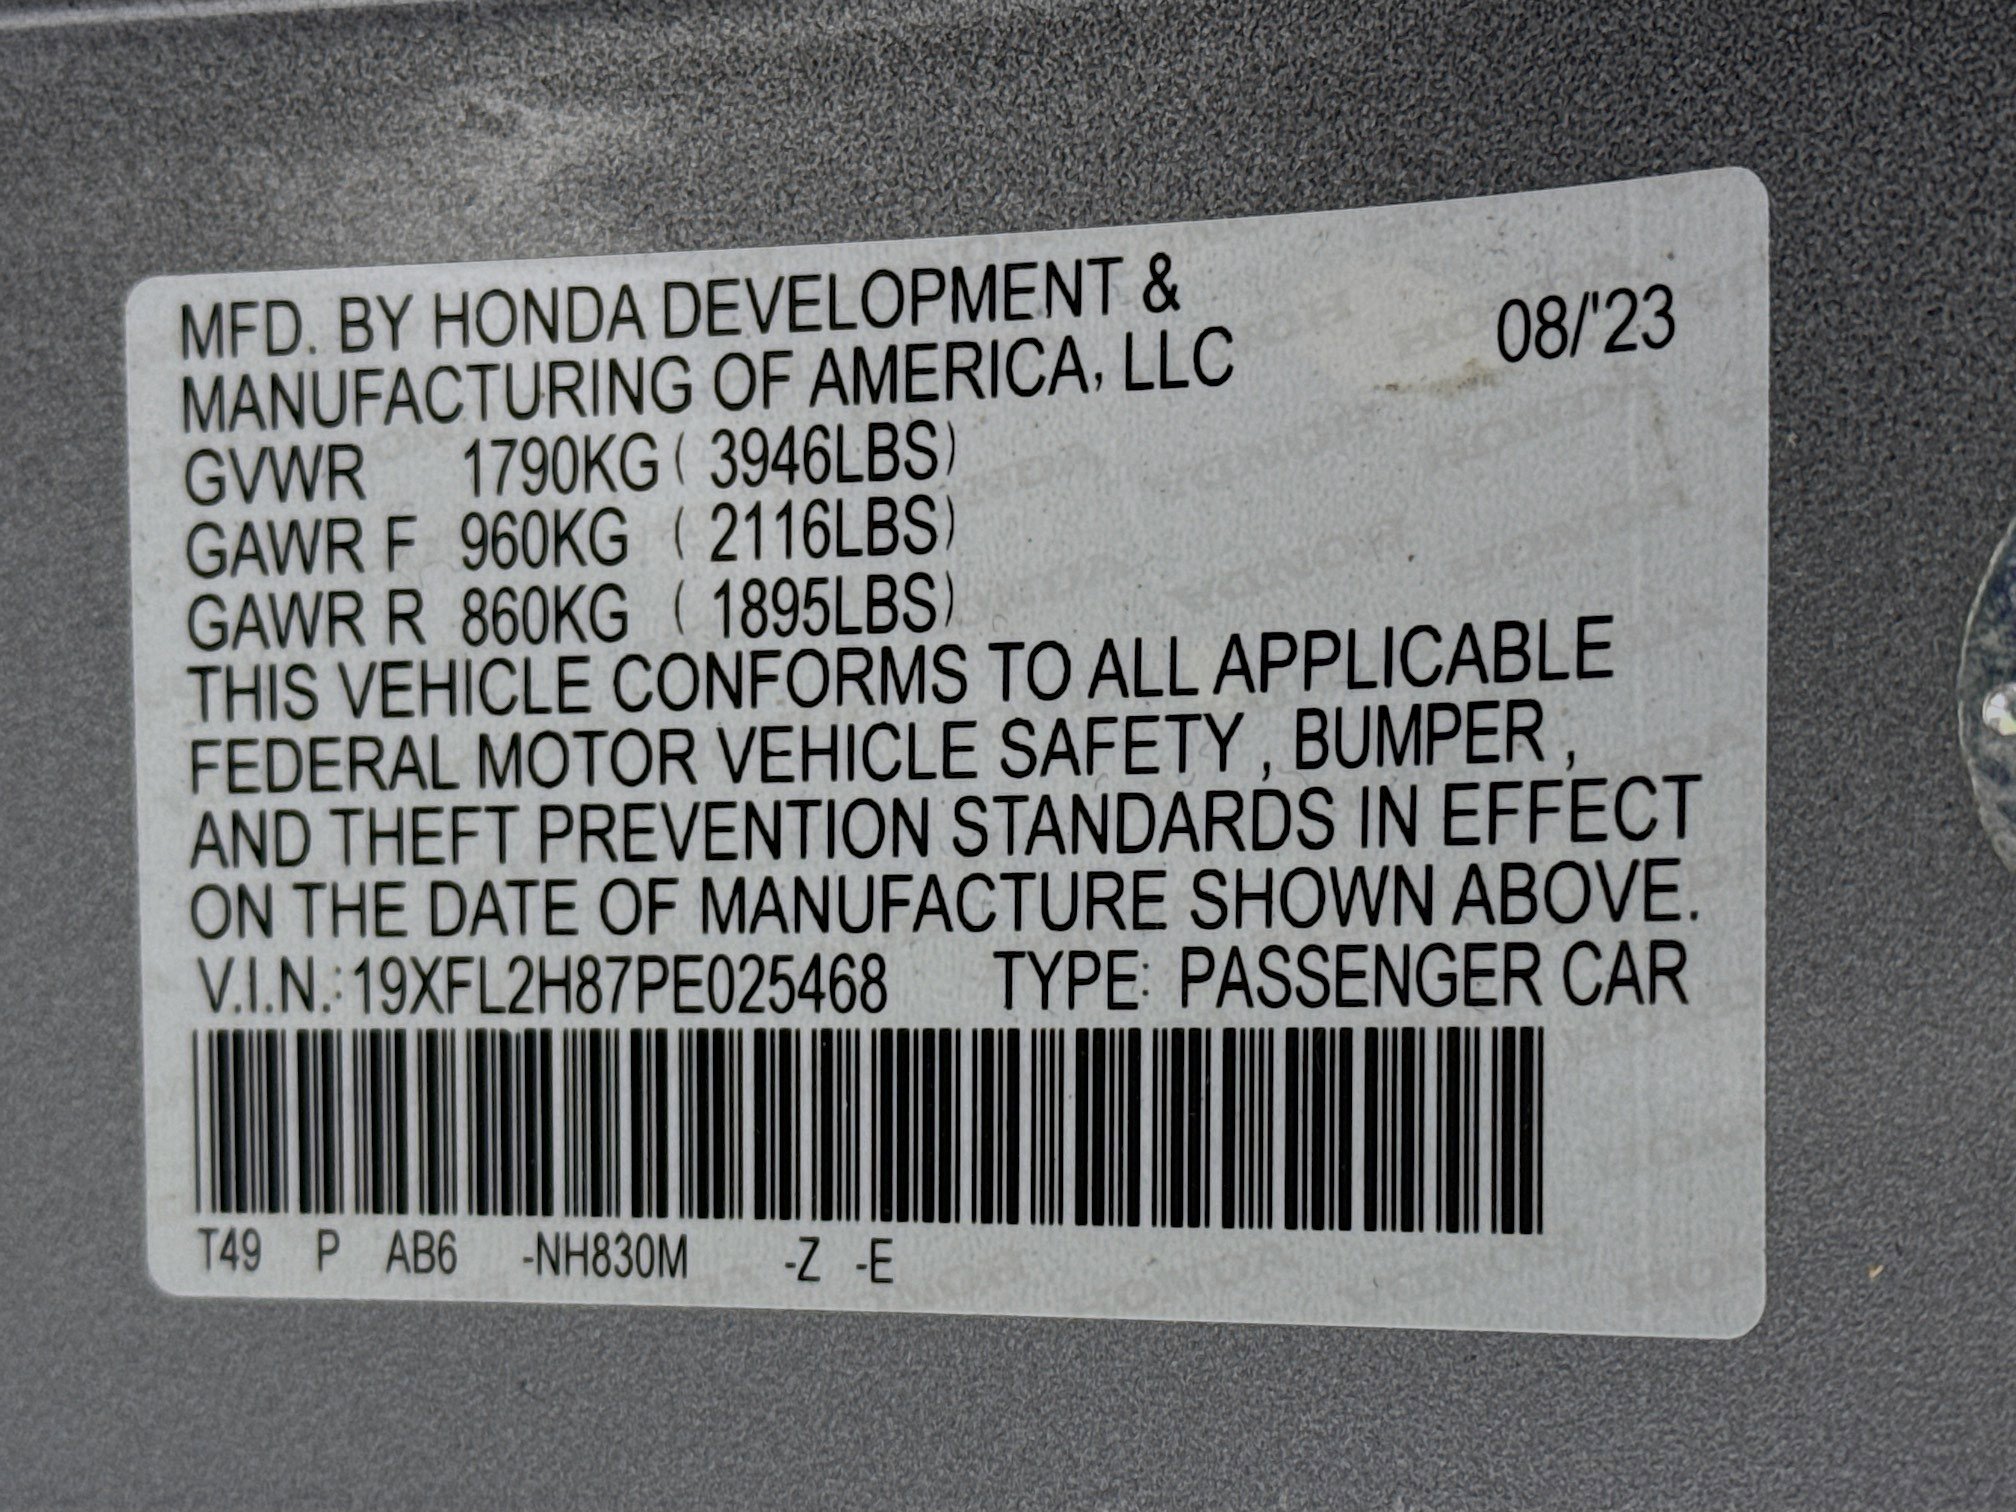 MFD. BY HONDA DEVELOPMENT &
MANUFACTURING OF AMERICA, LLC 08/'23
GVWR 1790KG ( 3946LBS)
GAWR F 960KG ( 2116LBS)
GAWR R 860KG ( 1895LBS)
THIS VEHICLE CONFORMS TO ALL APPLICABLE
FEDERAL MOTOR VEHICLE SAFETY , BUMPER ,
AND THEFT PREVENTION STANDARDS IN EFFECT
ON THE DATE OF MANUFACTURE SHOWN ABOVE.
V.I.N.: 19XFL2H87PE025468 TYPE: PASSENGER CAR
T49 P AB6 -NH830M -Z -E